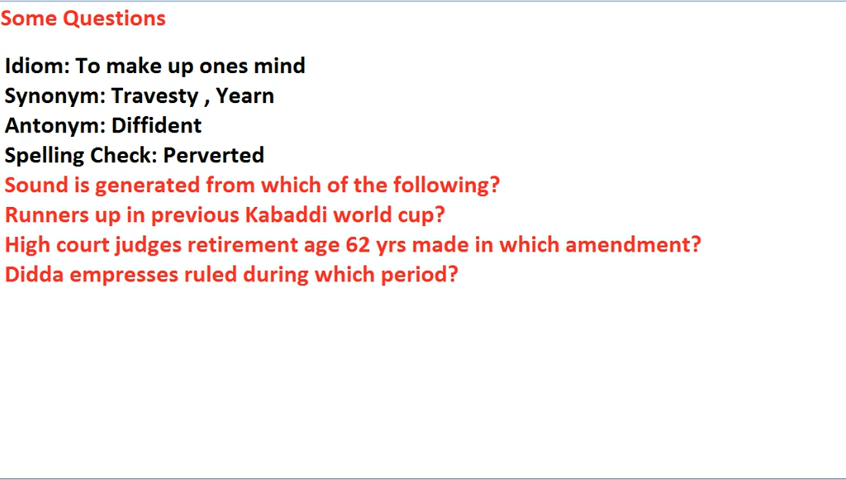 Some Questions
Idiom: To make up ones mind
Synonym: Travesty , Yearn
Antonym: Diffident
Spelling Check: Perverted
Sound is generated from which of the following?
Runners up in previous Kabaddi world cup?
High court judges retirement age 62 yrs made in which amendment?
Didda empresses ruled during which period?